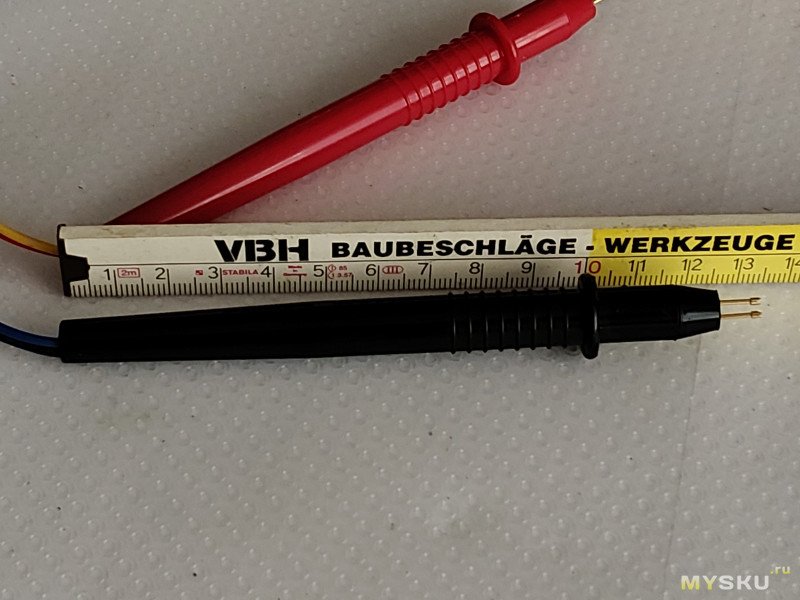 VBH BAUBESCHLÄGE - WERKZEUGE
1 2m 2 3 STABILA 4 5 6 III 7 8 9 10 11 12 13 14
MYSKU.ru